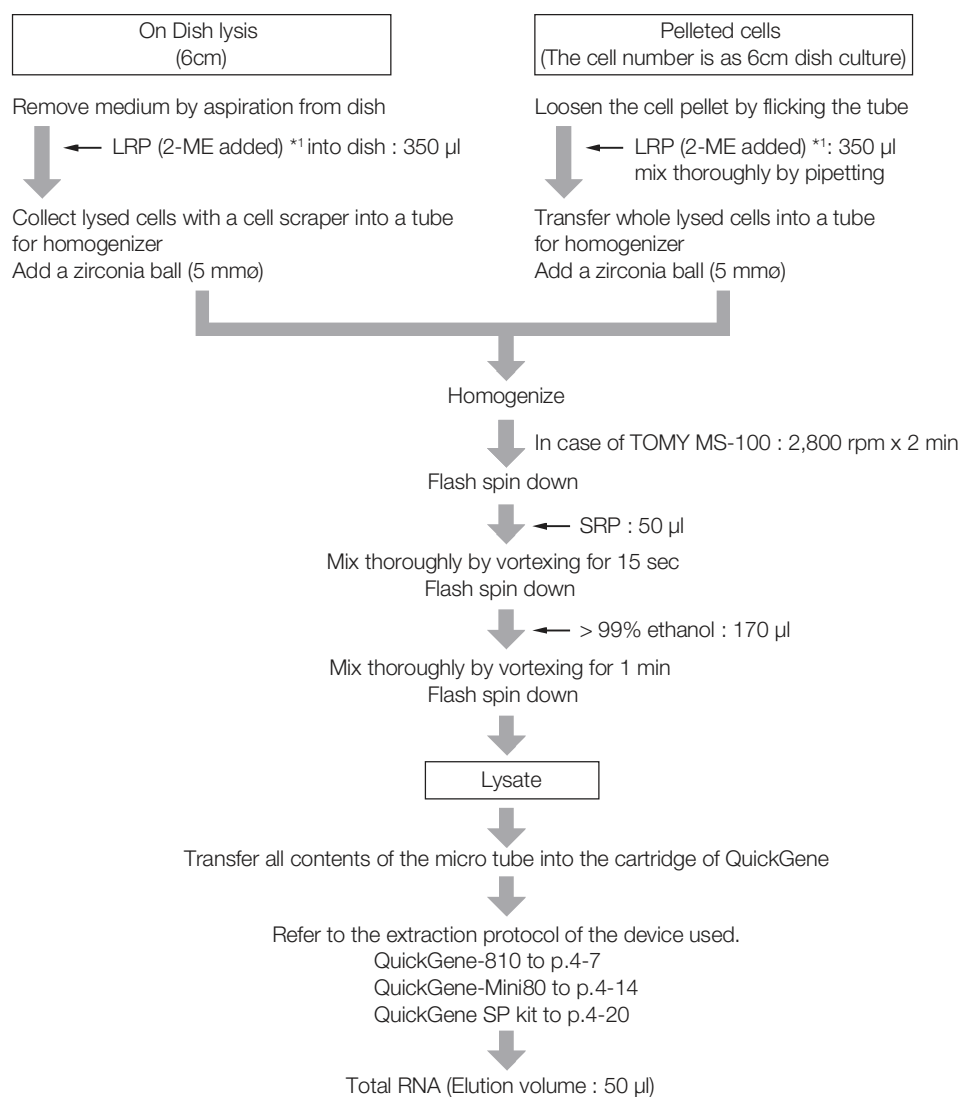 On Dish lysis
(6cm)
Remove medium by aspiration from dish
LRP (2-ME added) *1 into dish : 350 µl
Collect lysed cells with a cell scraper into a tube
for homogenizer
Add a zirconia ball (5 mmø)
Pelleted cells
(The cell number is as 6cm dish culture)
Loosen the cell pellet by flicking the tube
LRP (2-ME added) *1: 350 µl
mix thoroughly by pipetting
Transfer whole lysed cells into a tube
for homogenizer
Add a zirconia ball (5 mmø)
Homogenize
In case of TOMY MS-100 : 2,800 rpm x 2 min
Flash spin down
SRP : 50 µl
Mix thoroughly by vortexing for 15 sec
Flash spin down
> 99% ethanol : 170 µl
Mix thoroughly by vortexing for 1 min
Flash spin down
Lysate
Transfer all contents of the micro tube into the cartridge of QuickGene
Refer to the extraction protocol of the device used.
QuickGene-810 to p.4-7
QuickGene-Mini80 to p.4-14
QuickGene SP kit to p.4-20
Total RNA (Elution volume : 50 µl)